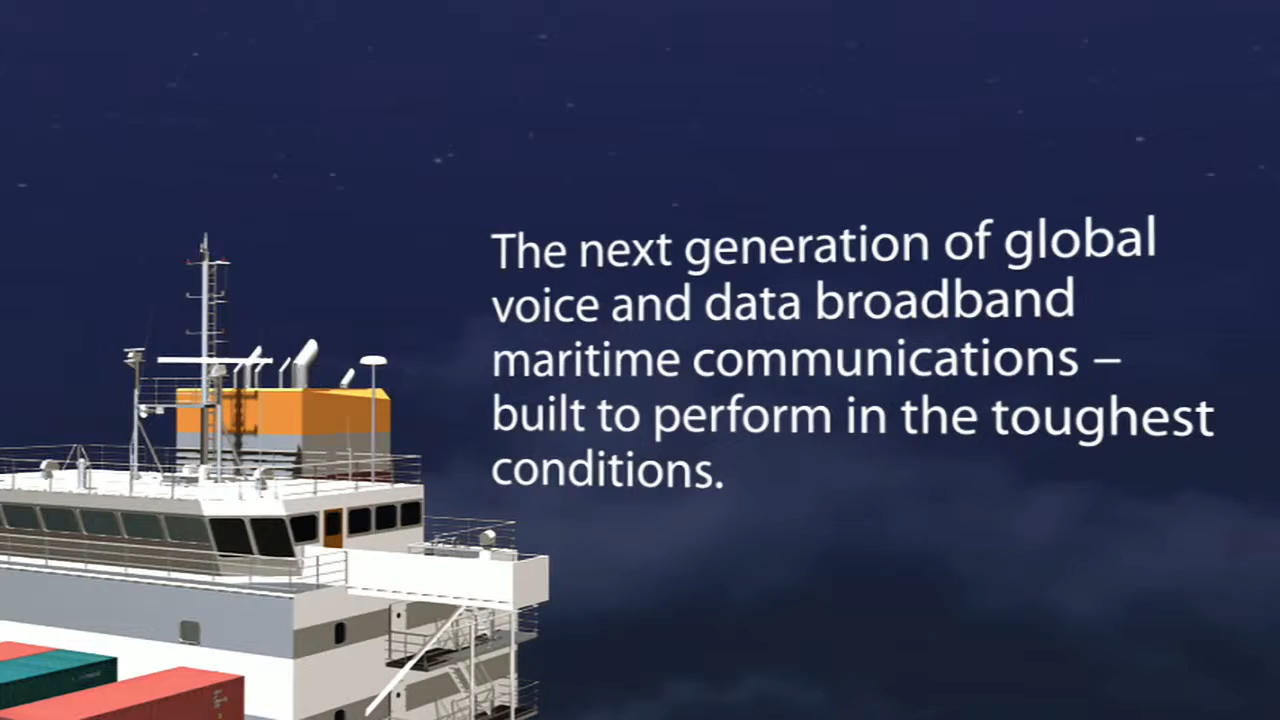 The next generation of global
voice and data broadband
maritime communications –
built to perform in the toughest
conditions.